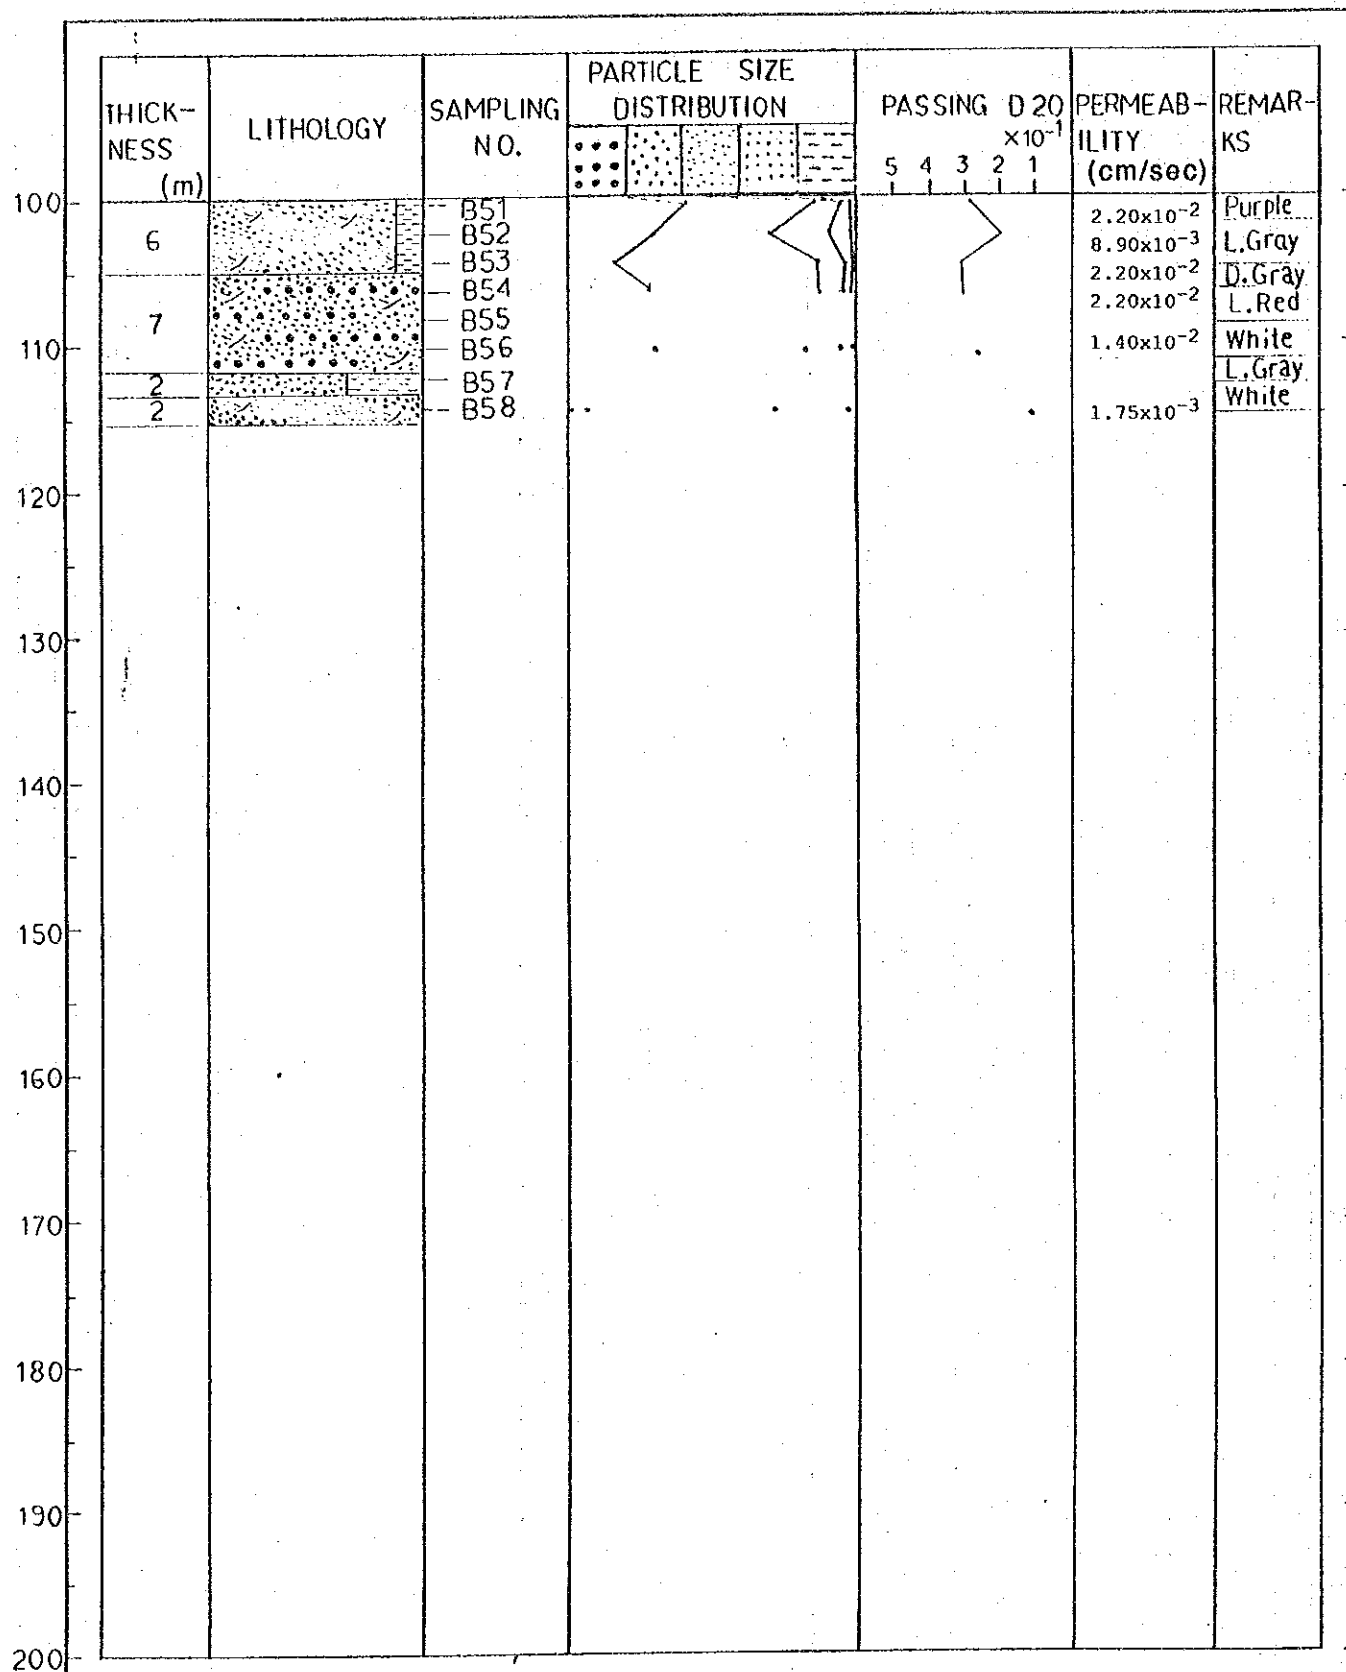 PARTICLE SIZE
DISTRIBUTION
THICK-
NESS
(m)
LITHOLOGY
SAMPLING
NO.
PASSING D 20
×10⁻¹
5 4 3 2 1
PERMEAB-
ILITY
(cm/sec)
REMAR-
KS
100
B51 2.20x10⁻² Purple
6 B52 8.90x10⁻³ L.Gray
B53 2.20x10⁻² D.Gray
B54 2.20x10⁻² L.Red
7 B55
110 B56 1.40x10⁻² White
2 B57 L.Gray
2 B58 1.75x10⁻³ White
120
130
140
150
160
170
180
190
200